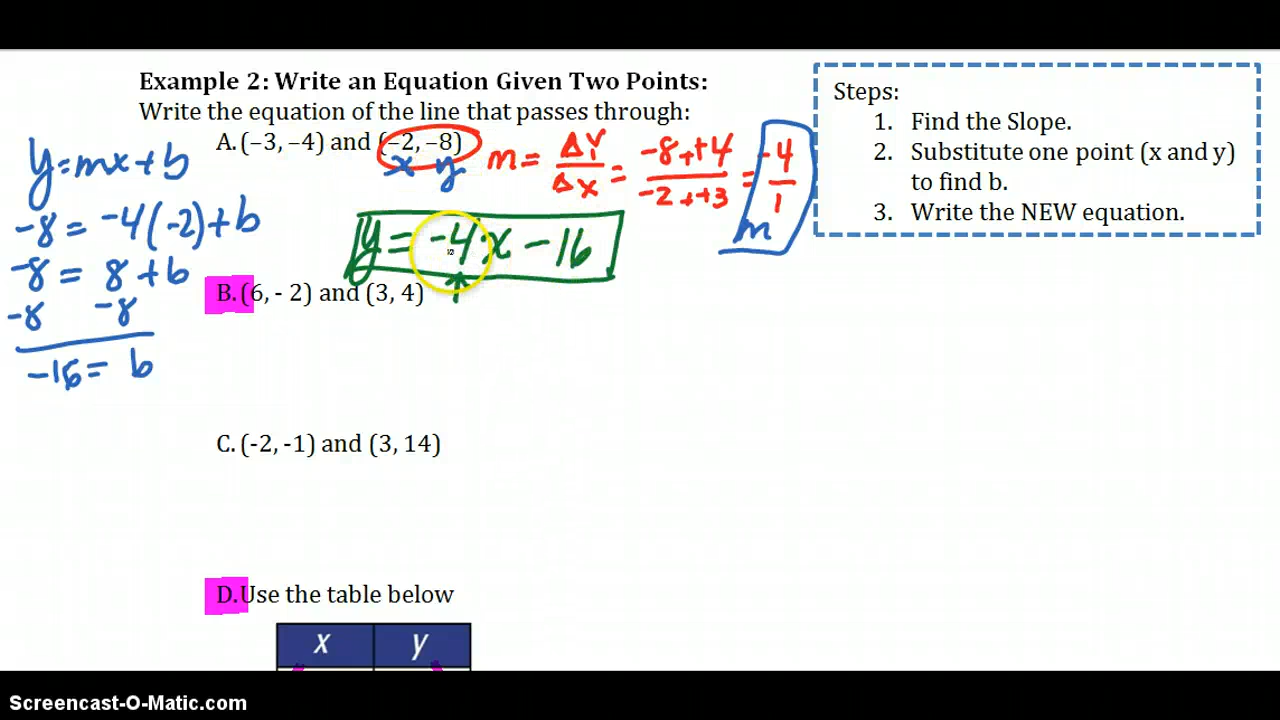 Example 2: Write an Equation Given Two Points:
Write the equation of the line that passes through:
A. (−3, −4) and (−2, −8)
x y
m = ΔY/Δx = -8 + +4/-2 + +3 = -4/1
m
y = mx + b
-8 = -4(-2) + b
-8 = 8 + b
-8 -8
-16 = b
y = -4·x - 16
B. (6, - 2) and (3, 4)
C. (-2, -1) and (3, 14)
D. Use the table below
x y
Steps:
1. Find the Slope.
2. Substitute one point (x and y)
to find b.
3. Write the NEW equation.
Screencast-O-Matic.com